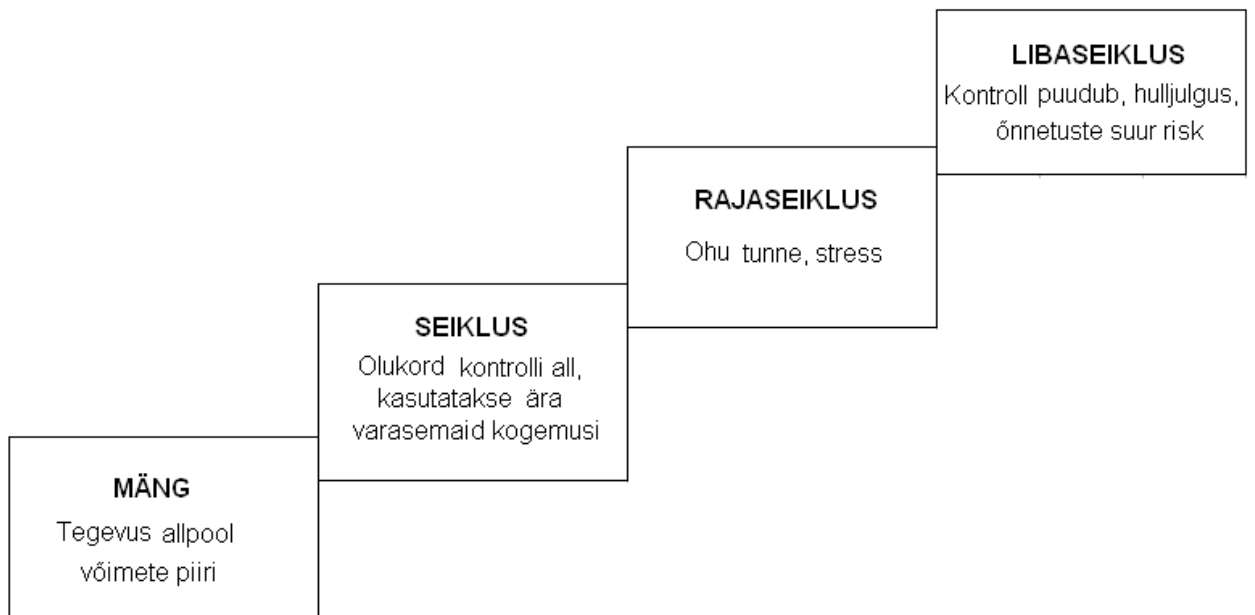 LIBASEIKLUS
Kontroll puudub, hulljulgus,
õnnetuste suur risk
RAJASEIKLUS
Ohu tunne, stress
SEIKLUS
Olukord kontrolli all,
kasutatakse ära
varasemaid kogemusi
MÄNG
Tegevus allpool
võimete piiri